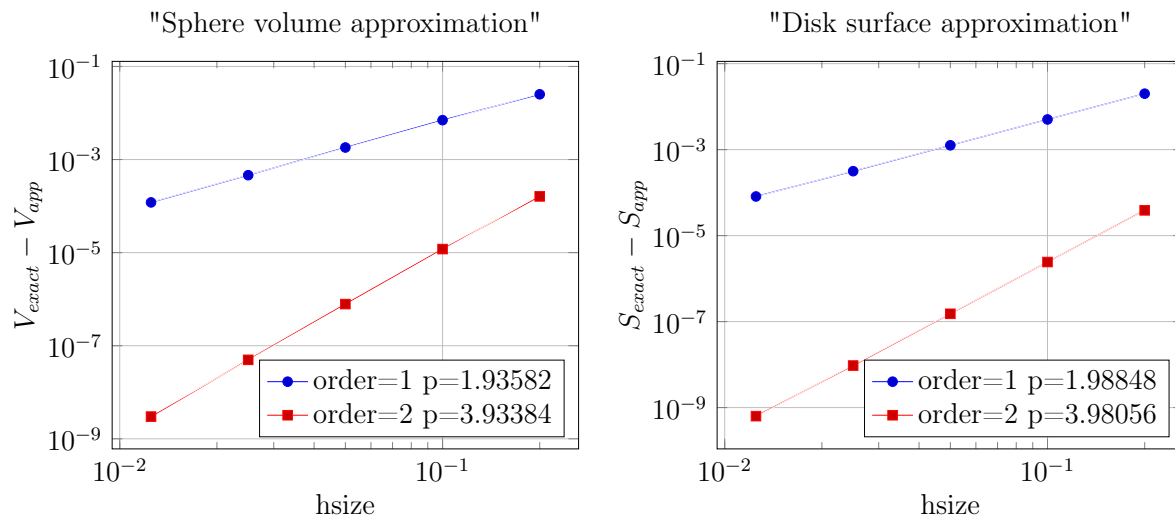 "Sphere volume approximation"
10^{-1}
10^{-3}
10^{-5}
10^{-7}
10^{-9}
V_{exact} − V_{app}
order=1 p=1.93582
order=2 p=3.93384
10^{-2}
10^{-1}
hsize
"Disk surface approximation"
10^{-1}
10^{-3}
10^{-5}
10^{-7}
10^{-9}
S_{exact} − S_{app}
order=1 p=1.98848
order=2 p=3.98056
10^{-2}
10^{-1}
hsize